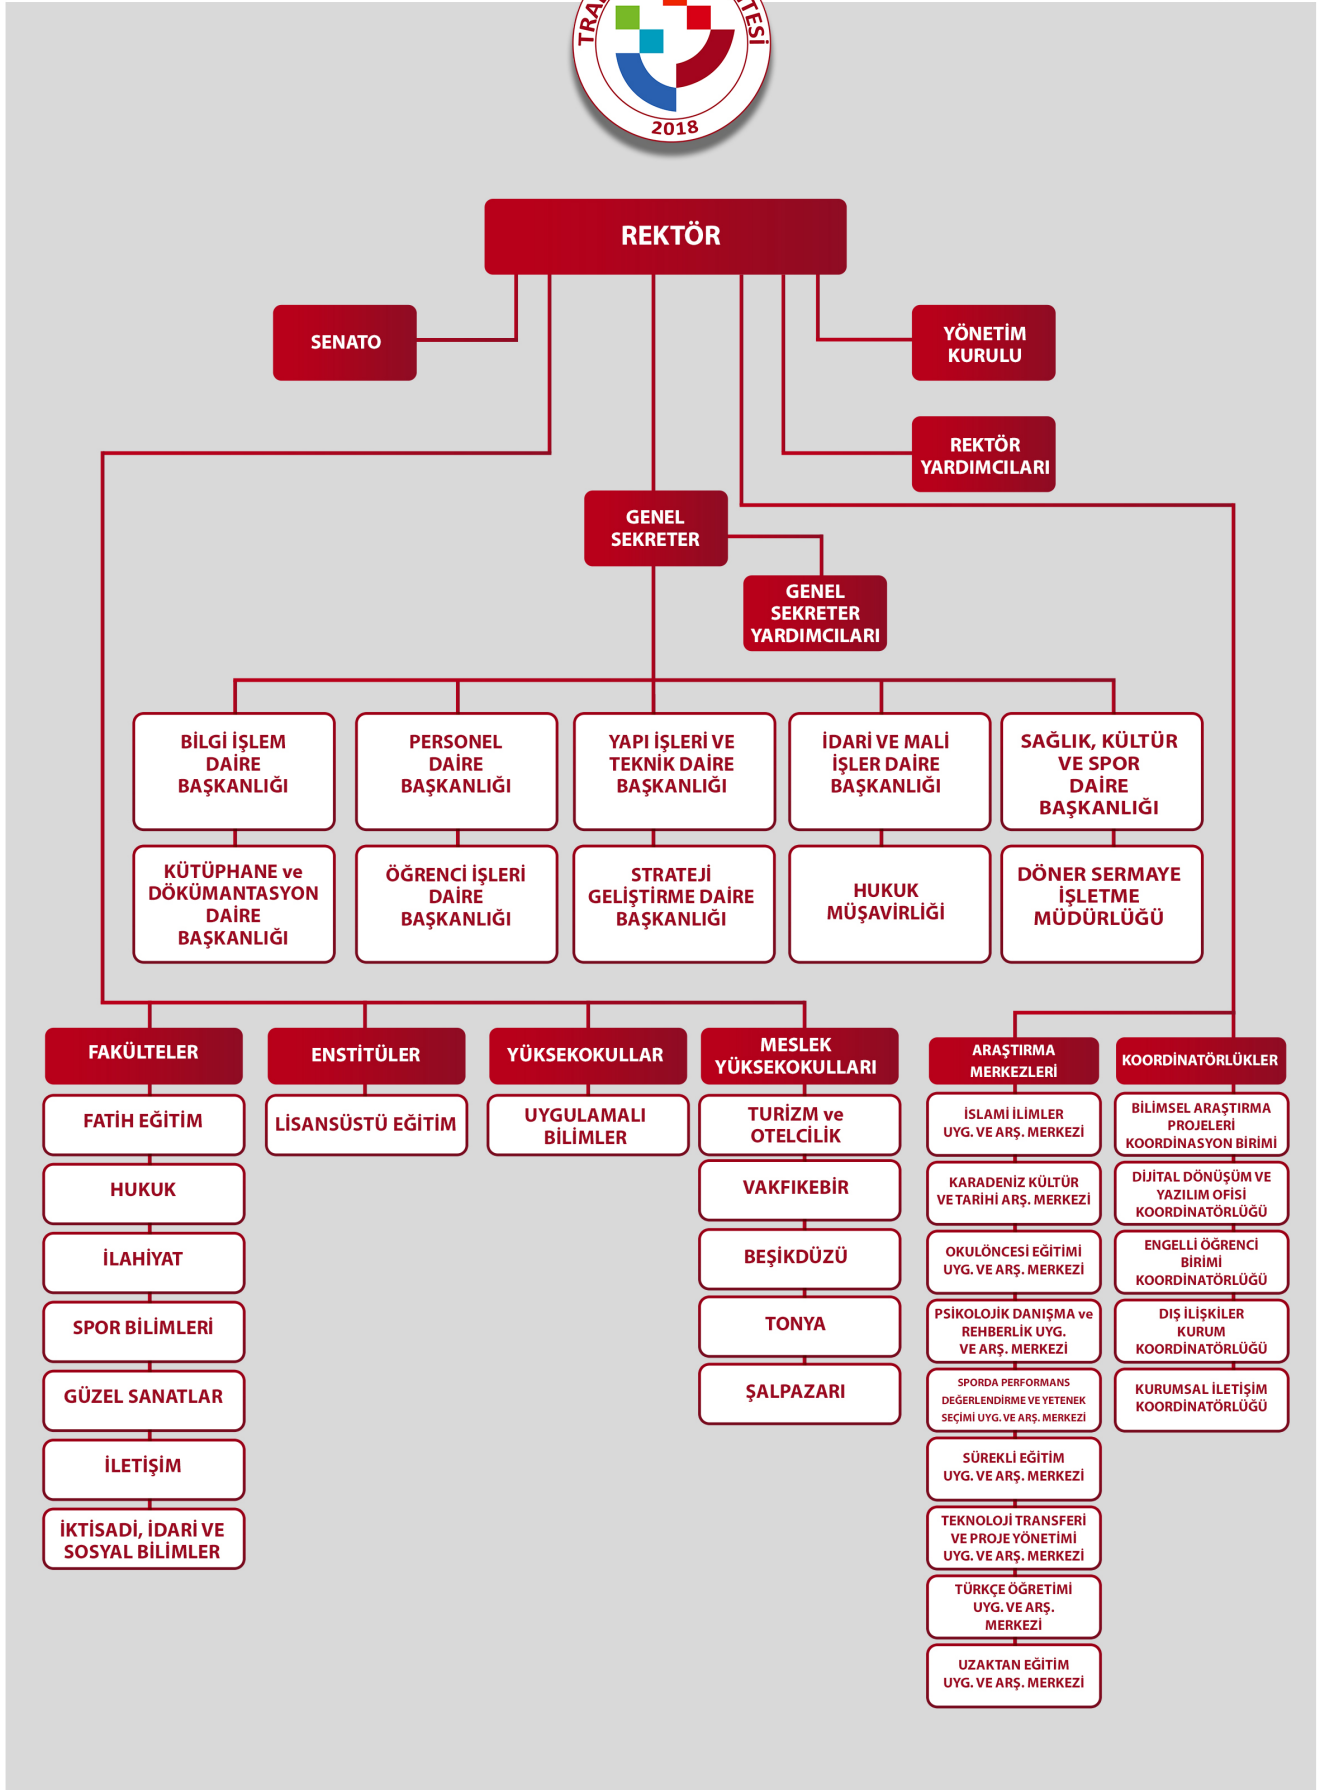 2018
REKTÖR
SENATO
YÖNETİM
KURULU
REKTÖR
YARDIMCILARI
GENEL
SEKRETER
GENEL
SEKRETER
YARDIMCILARI
BİLGİ İŞLEM
DAİRE
BAŞKANLIĞI
PERSONEL
DAİRE
BAŞKANLIĞI
YAPI İŞLERİ VE
TEKNİK DAİRE
BAŞKANLIĞI
İDARİ VE MALİ
İŞLER DAİRE
BAŞKANLIĞI
SAĞLIK, KÜLTÜR
VE SPOR
DAİRE
BAŞKANLIĞI
KÜTÜPHANE ve
DÖKÜMANTASYON
DAİRE
BAŞKANLIĞI
ÖĞRENCİ İŞLERİ
DAİRE
BAŞKANLIĞI
STRATEJİ
GELİŞTİRME DAİRE
BAŞKANLIĞI
HUKUK
MÜŞAVİRLİĞİ
DÖNER SERMAYE
İŞLETME
MÜDÜRLÜĞÜ
FAKÜLTELER
FATİH EĞİTİM
HUKUK
İLAHİYAT
SPOR BİLİMLERİ
GÜZEL SANATLAR
İLETİŞİM
İKTİSADİ, İDARİ VE
SOSYAL BİLİMLER
ENSTİTÜLER
LİSANSÜSTÜ EĞİTİM
YÜKSEKOKULLAR
UYGULAMALI
BİLİMLER
MESLEK
YÜKSEKOKULLARI
TURİZM ve
OTELCİLİK
VAKFIKEBİR
BEŞİKDÜZÜ
TONYA
ŞALPAZARI
ARAŞTIRMA
MERKEZLERİ
İSLAMİ İLİMLER
UYG. VE ARŞ. MERKEZİ
KARADENİZ KÜLTÜR
VE TARİHİ ARŞ. MERKEZİ
OKULÖNCESİ EĞİTİMİ
UYG. VE ARŞ. MERKEZİ
PSİKOLOJİK DANIŞMA ve
REHBERLİK UYG.
VE ARŞ. MERKEZİ
SPORDA PERFORMANS
DEĞERLENDİRME VE YETENEK
SEÇİMİ UYG. VE ARŞ. MERKEZİ
SÜREKLİ EĞİTİM
UYG. VE ARŞ. MERKEZİ
TEKNOLOJİ TRANSFERİ
VE PROJE YÖNETİMİ
UYG. VE ARŞ. MERKEZİ
TÜRKÇE ÖĞRETİMİ
UYG. VE ARŞ.
MERKEZİ
UZAKTAN EĞİTİM
UYG. VE ARŞ. MERKEZİ
KOORDİNATÖRLÜKLER
BİLİMSEL ARAŞTIRMA
PROJELERİ
KOORDİNASYON BİRİMİ
DİJİTAL DÖNÜŞÜM VE
YAZILIM OFİSİ
KOORDİNATÖRLÜĞÜ
ENGELLİ ÖĞRENCİ
BİRİMİ
KOORDİNATÖRLÜĞÜ
DIŞ İLİŞKİLER
KURUM
KOORDİNATÖRLÜĞÜ
KURUMSAL İLETİŞİM
KOORDİNATÖRLÜĞÜ